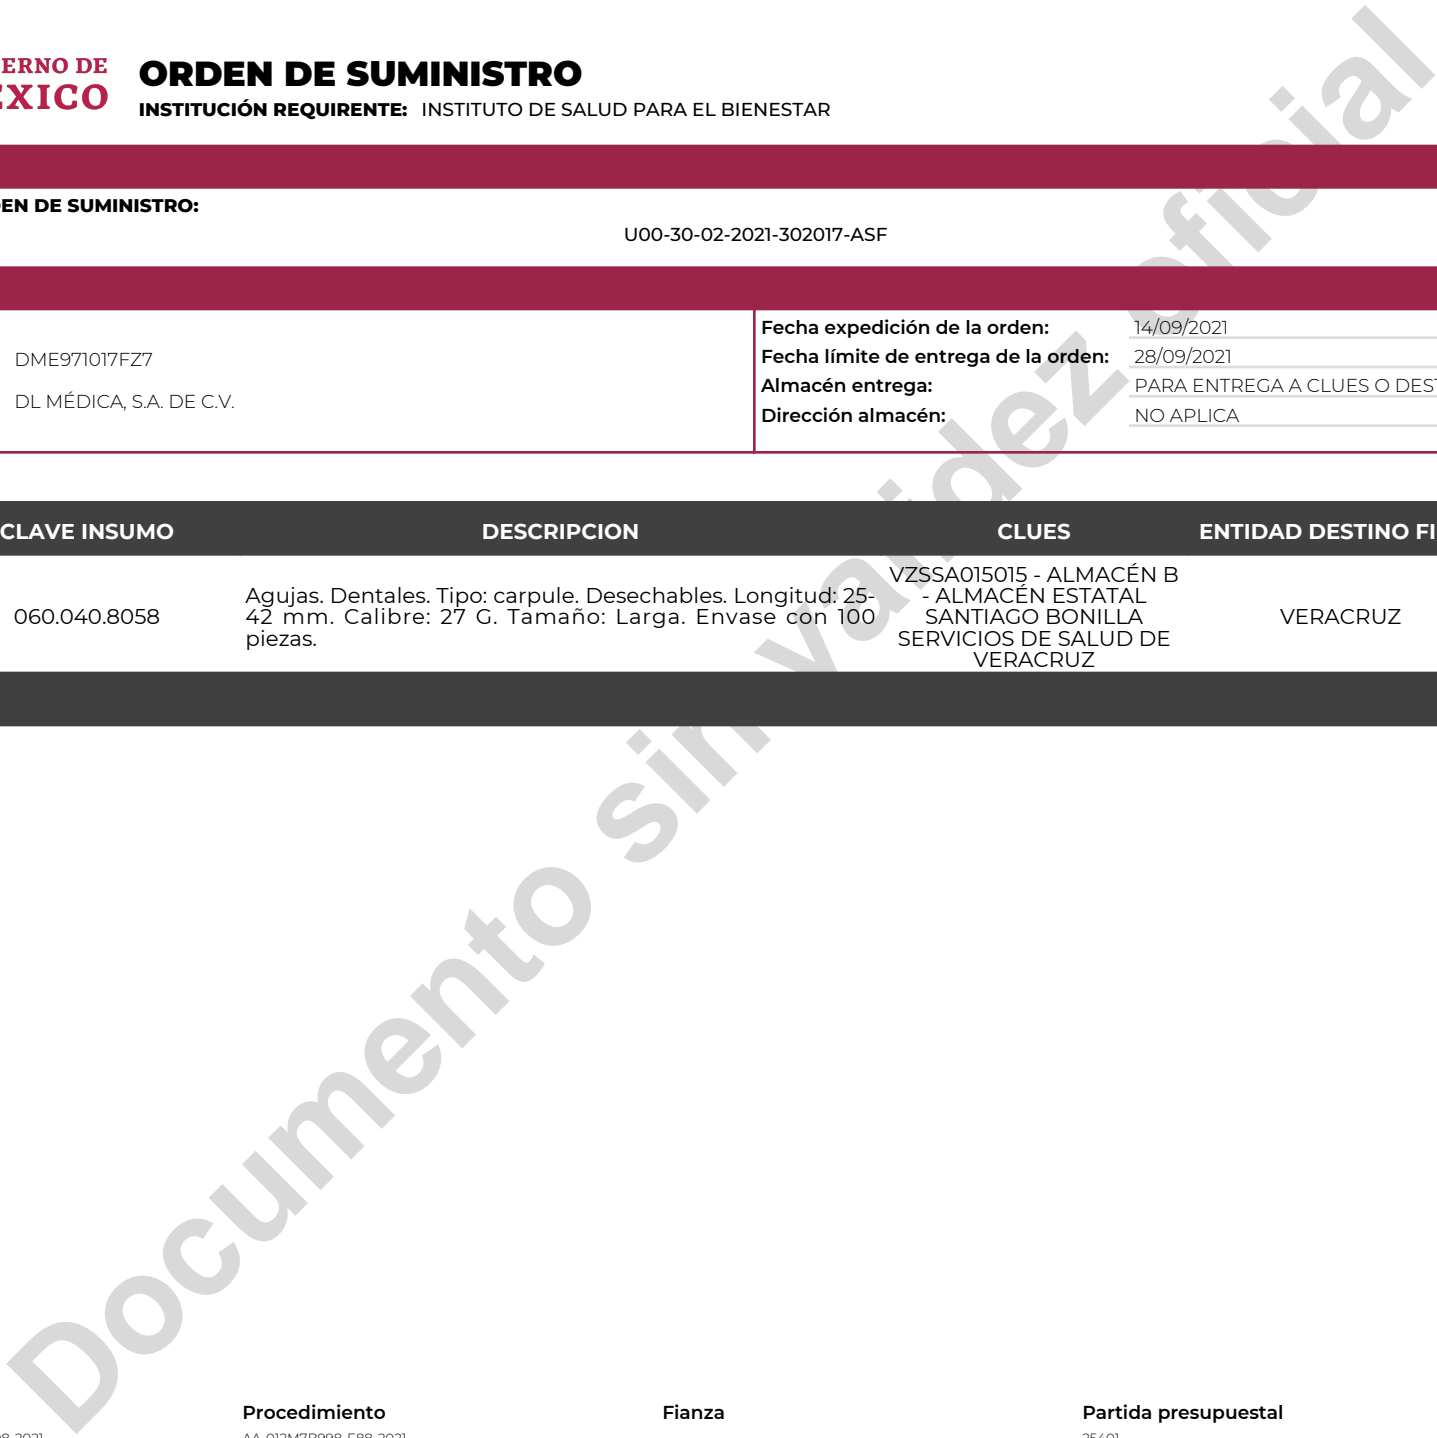 ERNO DE
ÉXICO
ORDEN DE SUMINISTRO
INSTITUCIÓN REQUIRENTE: INSTITUTO DE SALUD PARA EL BIENESTAR
EN DE SUMINISTRO:
U00-30-02-2021-302017-ASF
DME971017FZ7
DL MÉDICA, S.A. DE C.V.
Fecha expedición de la orden: 14/09/2021
Fecha límite de entrega de la orden: 28/09/2021
Almacén entrega: PARA ENTREGA A CLUES O DEST
Dirección almacén: NO APLICA
CLAVE INSUMO DESCRIPCION CLUES ENTIDAD DESTINO FI
060.040.8058
Agujas. Dentales. Tipo: carpule. Desechables. Longitud: 25-
42 mm. Calibre: 27 G. Tamaño: Larga. Envase con 100
piezas.
VZSSA015015 - ALMACÉN B
- ALMACÉN ESTATAL
SANTIAGO BONILLA
SERVICIOS DE SALUD DE
VERACRUZ
VERACRUZ
Documento sin validez oficial
Procedimiento Fianza Partida presupuestal